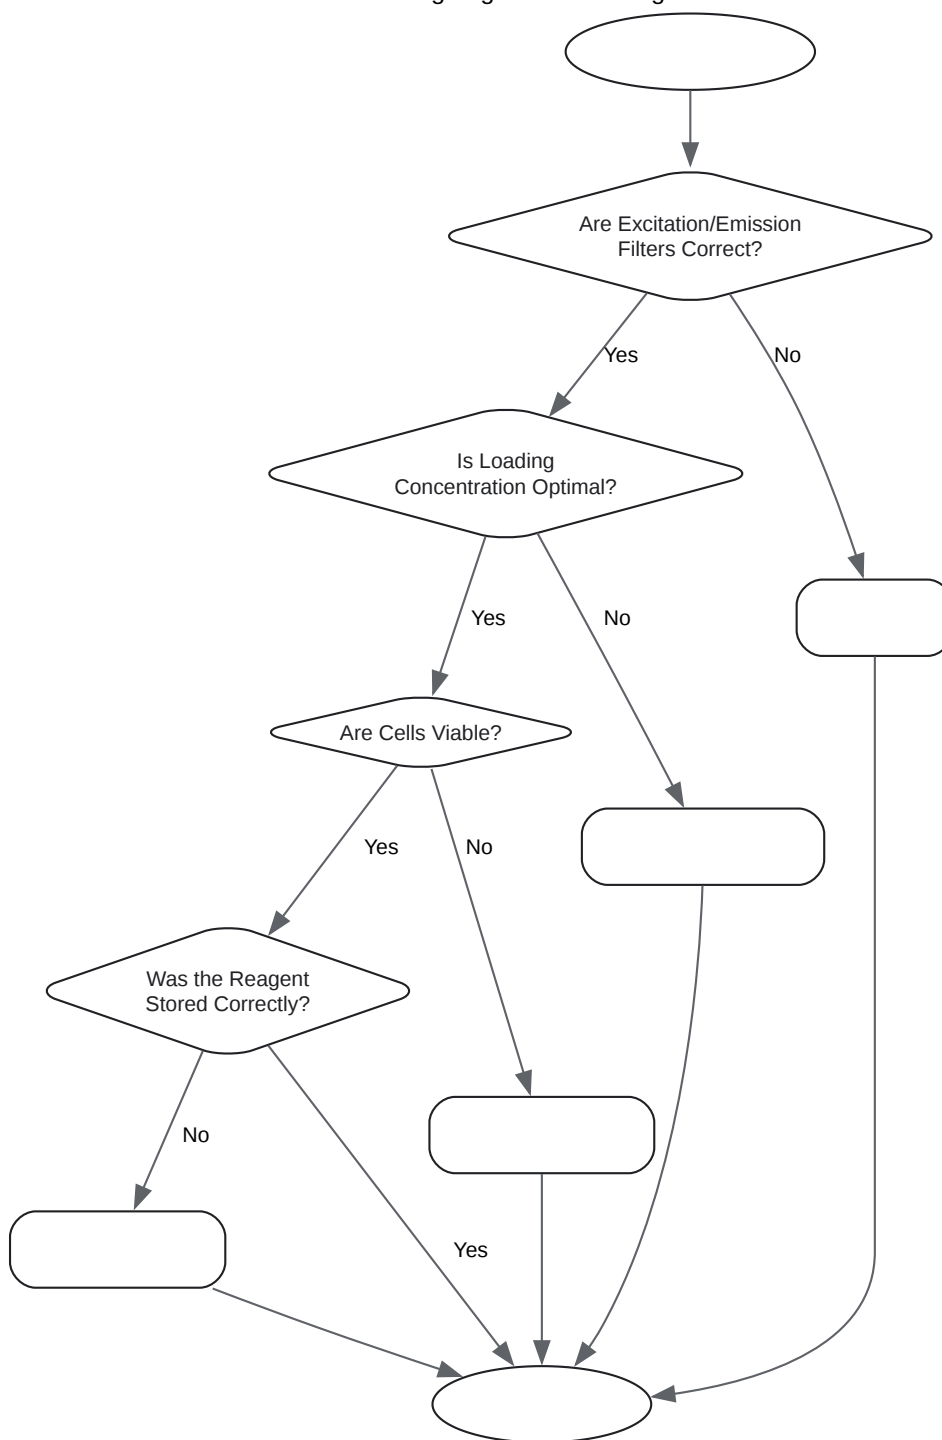 Are Excitation/Emission
Filters Correct?
Yes
No
Is Loading
Concentration Optimal?
Yes
No
Are Cells Viable?
Yes
No
Was the Reagent
Stored Correctly?
No
Yes